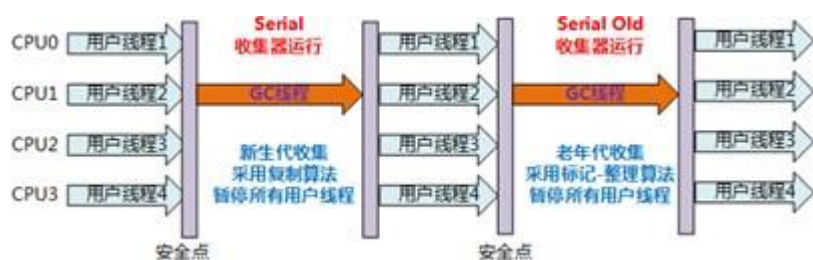 Serial
收集器运行
Serial Old
收集器运行
CPU0
用户线程1
用户线程1
用户线程1
CPU1
用户线程2
GC线程
用户线程2
GC线程
用户线程2
CPU2
用户线程3
用户线程3
用户线程3
CPU3
用户线程4
用户线程4
用户线程4
新生代收集
采用复制算法
暂停所有用户线程
老年代收集
采用标记-整理算法
暂停所有用户线程
安全点
安全点